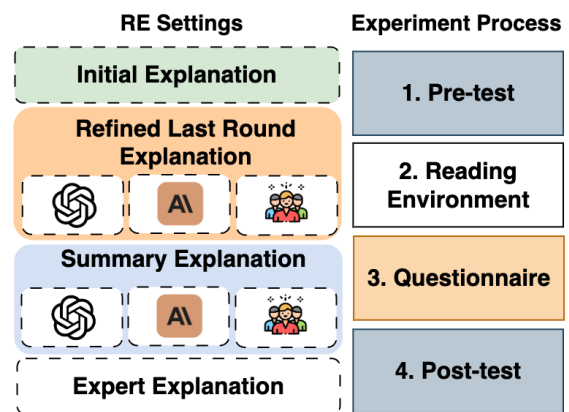 RE Settings
Initial Explanation
Refined Last Round
Explanation
A\
Summary Explanation
A\
Expert Explanation
Experiment Process
1. Pre-test
2. Reading
Environment
3. Questionnaire
4. Post-test